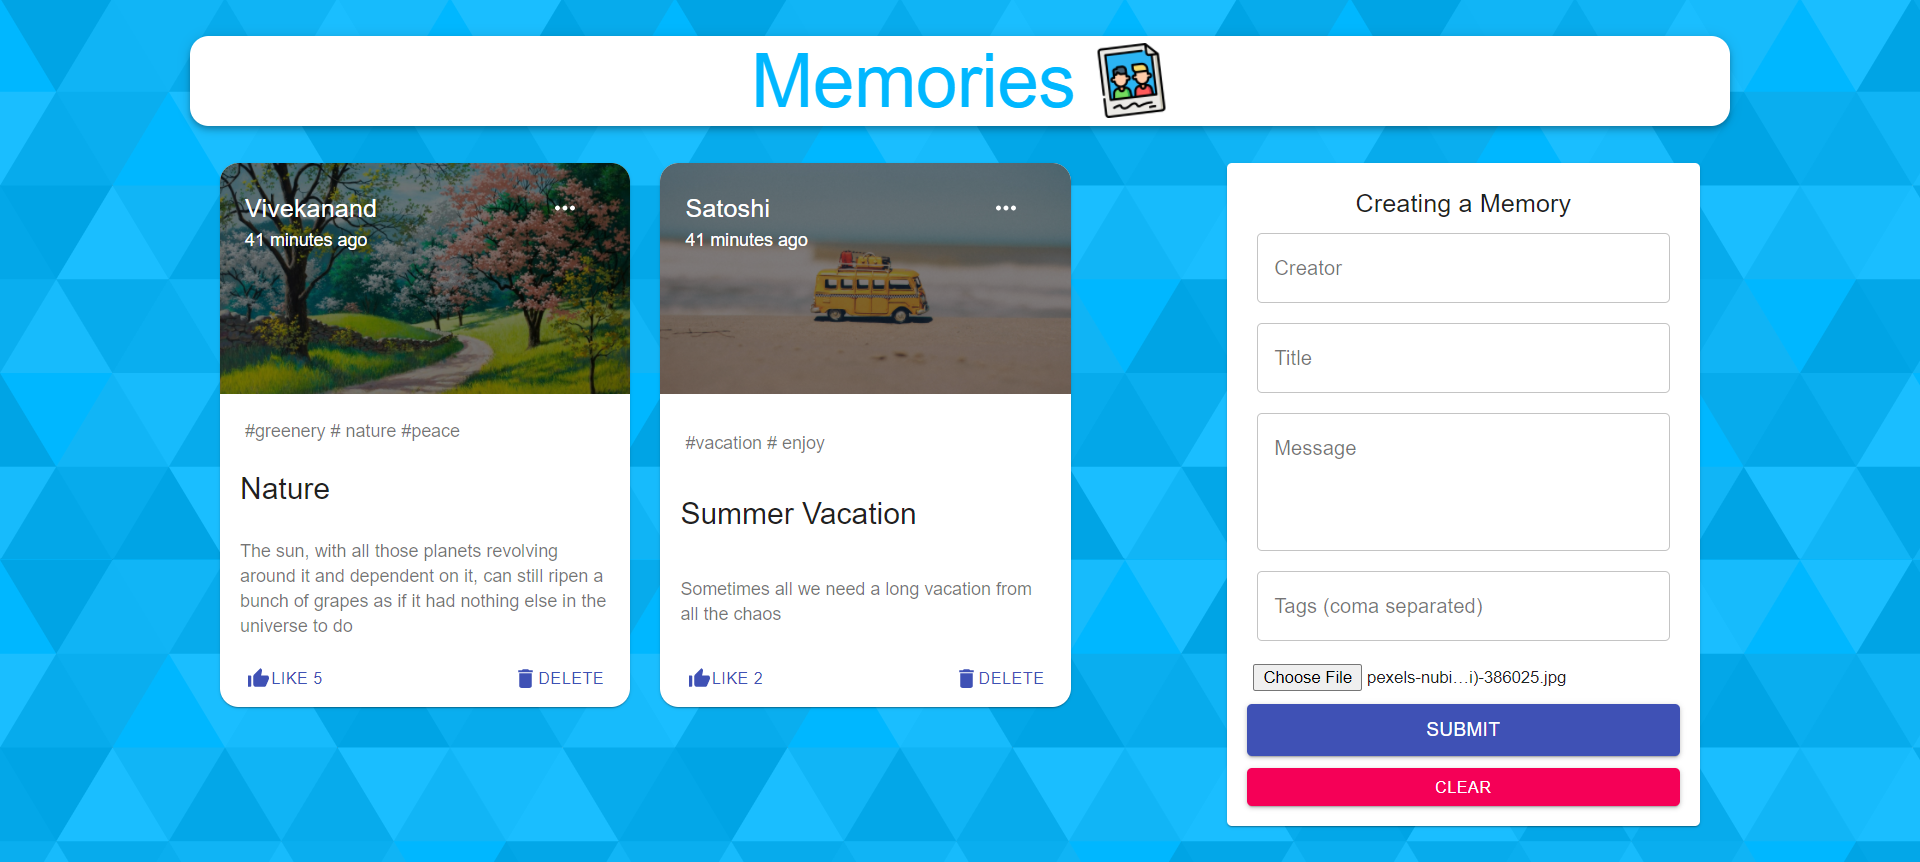 Memories
Vivekanand
41 minutes ago
#greenery # nature #peace
Nature
The sun, with all those planets revolving
around it and dependent on it, can still ripen a
bunch of grapes as if it had nothing else in the
universe to do
LIKE 5
DELETE
Satoshi
41 minutes ago
#vacation # enjoy
Summer Vacation
Sometimes all we need a long vacation from
all the chaos
LIKE 2
DELETE
Creating a Memory
Creator
Title
Message
Tags (coma separated)
Choose File pexels-nubi...i)-386025.jpg
SUBMIT
CLEAR